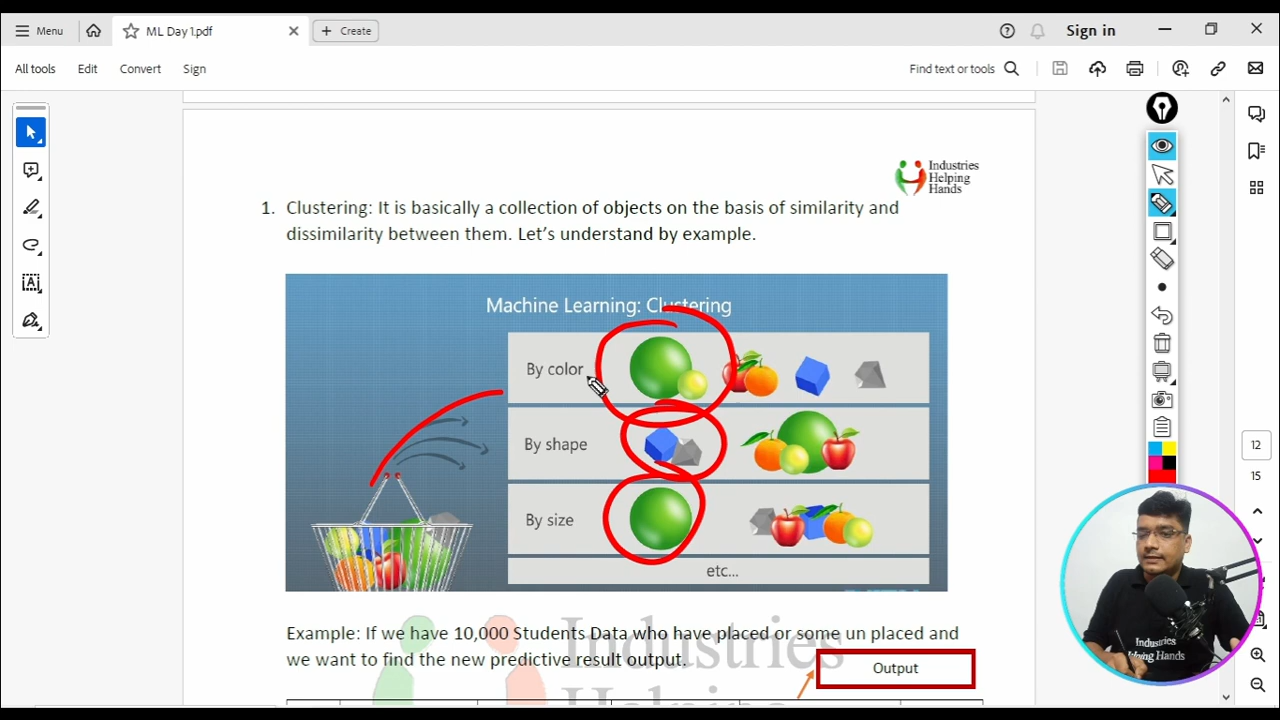 Menu
ML Day 1.pdf
Create
Sign in
All tools
Edit
Convert
Sign
Find text or tools
Industries
Helping
Hands
1. Clustering: It is basically a collection of objects on the basis of similarity and
dissimilarity between them. Let's understand by example.
Machine Learning: Clustering
By color
By shape
By size
etc...
12
15
Example: If we have 10,000 Students Data who have placed or some un placed and
we want to find the new predictive result output.
Output
Industries
Helping
Industries
Helping Hands